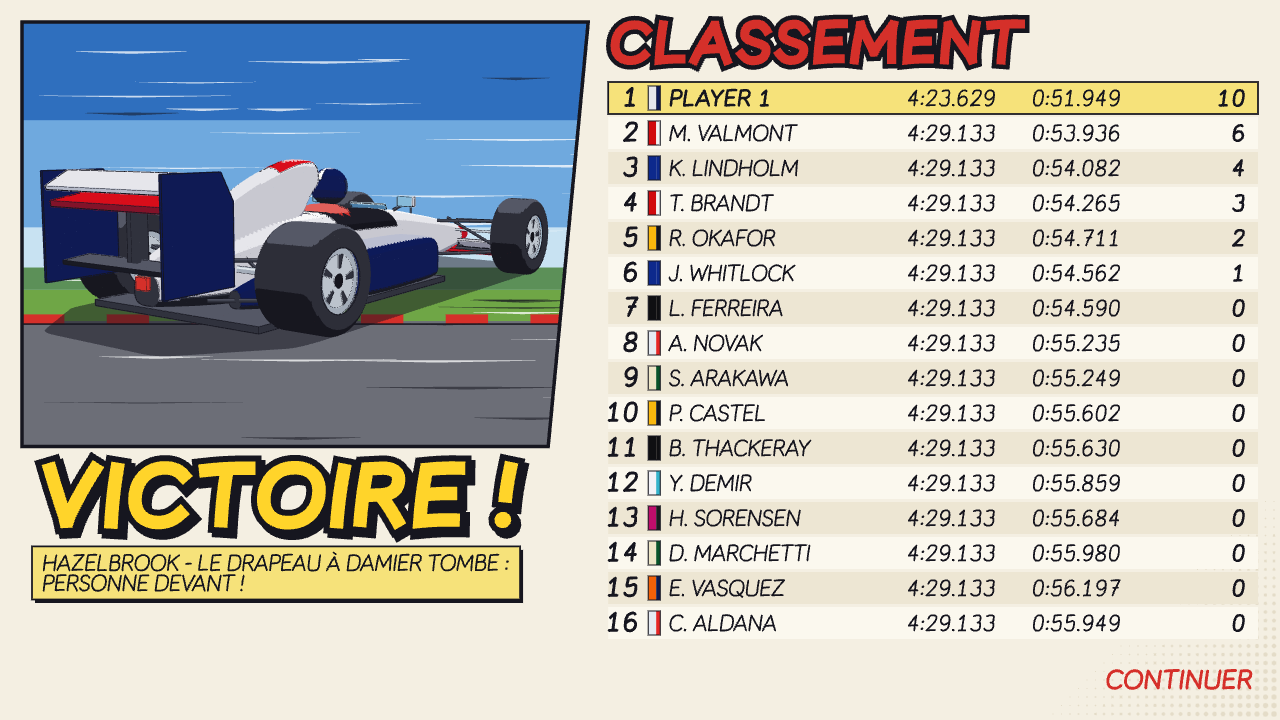 CLASSEMENT
1 PLAYER 1 4:23.629 0:51.949 10
2 M. VALMONT 4:29.133 0:53.936 6
3 K. LINDHOLM 4:29.133 0:54.082 4
4 T. BRANDT 4:29.133 0:54.265 3
5 R. OKAFOR 4:29.133 0:54.711 2
6 J. WHITLOCK 4:29.133 0:54.562 1
7 L. FERREIRA 4:29.133 0:54.590 0
8 A. NOVAK 4:29.133 0:55.235 0
9 S. ARAKAWA 4:29.133 0:55.249 0
10 P. CASTEL 4:29.133 0:55.602 0
11 B. THACKERAY 4:29.133 0:55.630 0
12 Y. DEMIR 4:29.133 0:55.859 0
13 H. SORENSEN 4:29.133 0:55.684 0
14 D. MARCHETTI 4:29.133 0:55.980 0
15 E. VASQUEZ 4:29.133 0:56.197 0
16 C. ALDANA 4:29.133 0:55.949 0
VICTOIRE !
HAZELBROOK - LE DRAPEAU À DAMIER TOMBE :
PERSONNE DEVANT !
CONTINUER